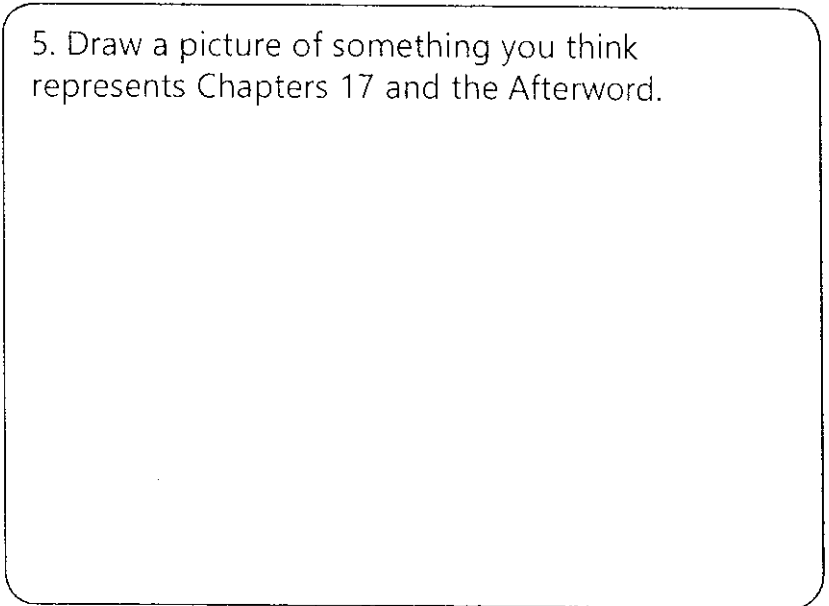 5. Draw a picture of something you think
represents Chapters 17 and the Afterword.